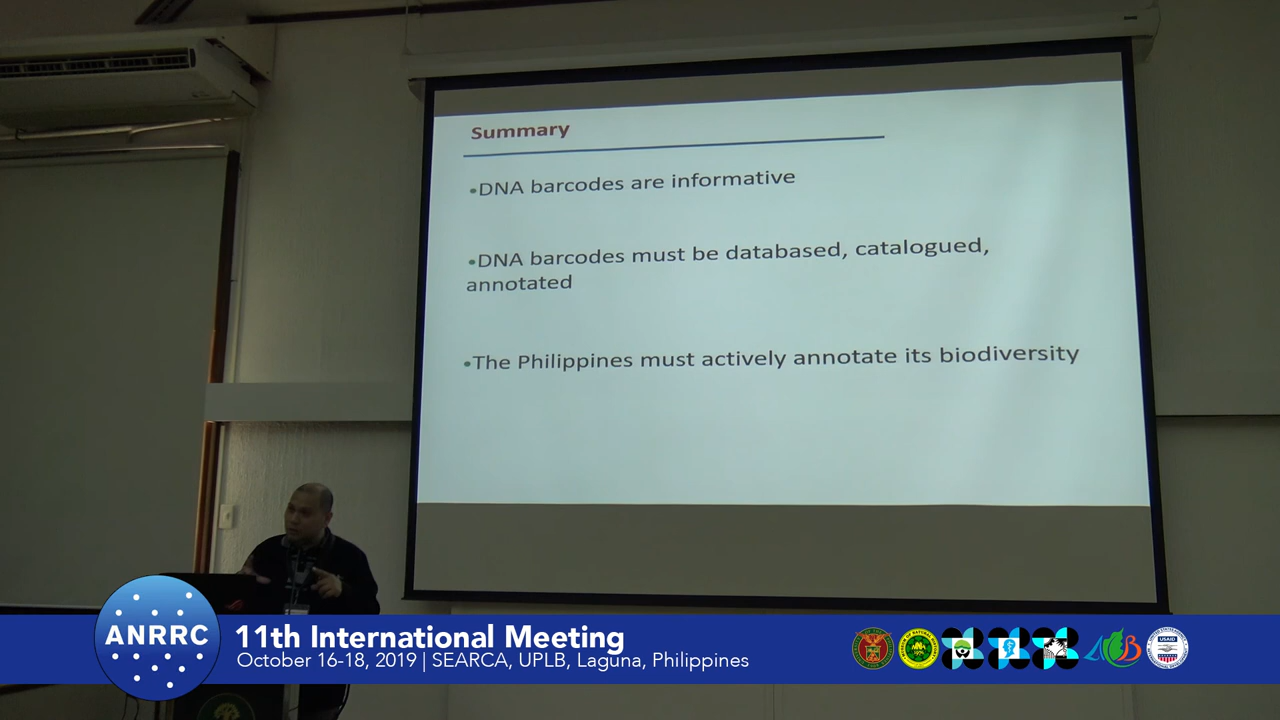 Summary
•DNA barcodes are informative
•DNA barcodes must be databased, catalogued,
annotated
•The Philippines must actively annotate its biodiversity
ANRRC
11th International Meeting
October 16-18, 2019 | SEARCA, UPLB, Laguna, Philippines
USAID